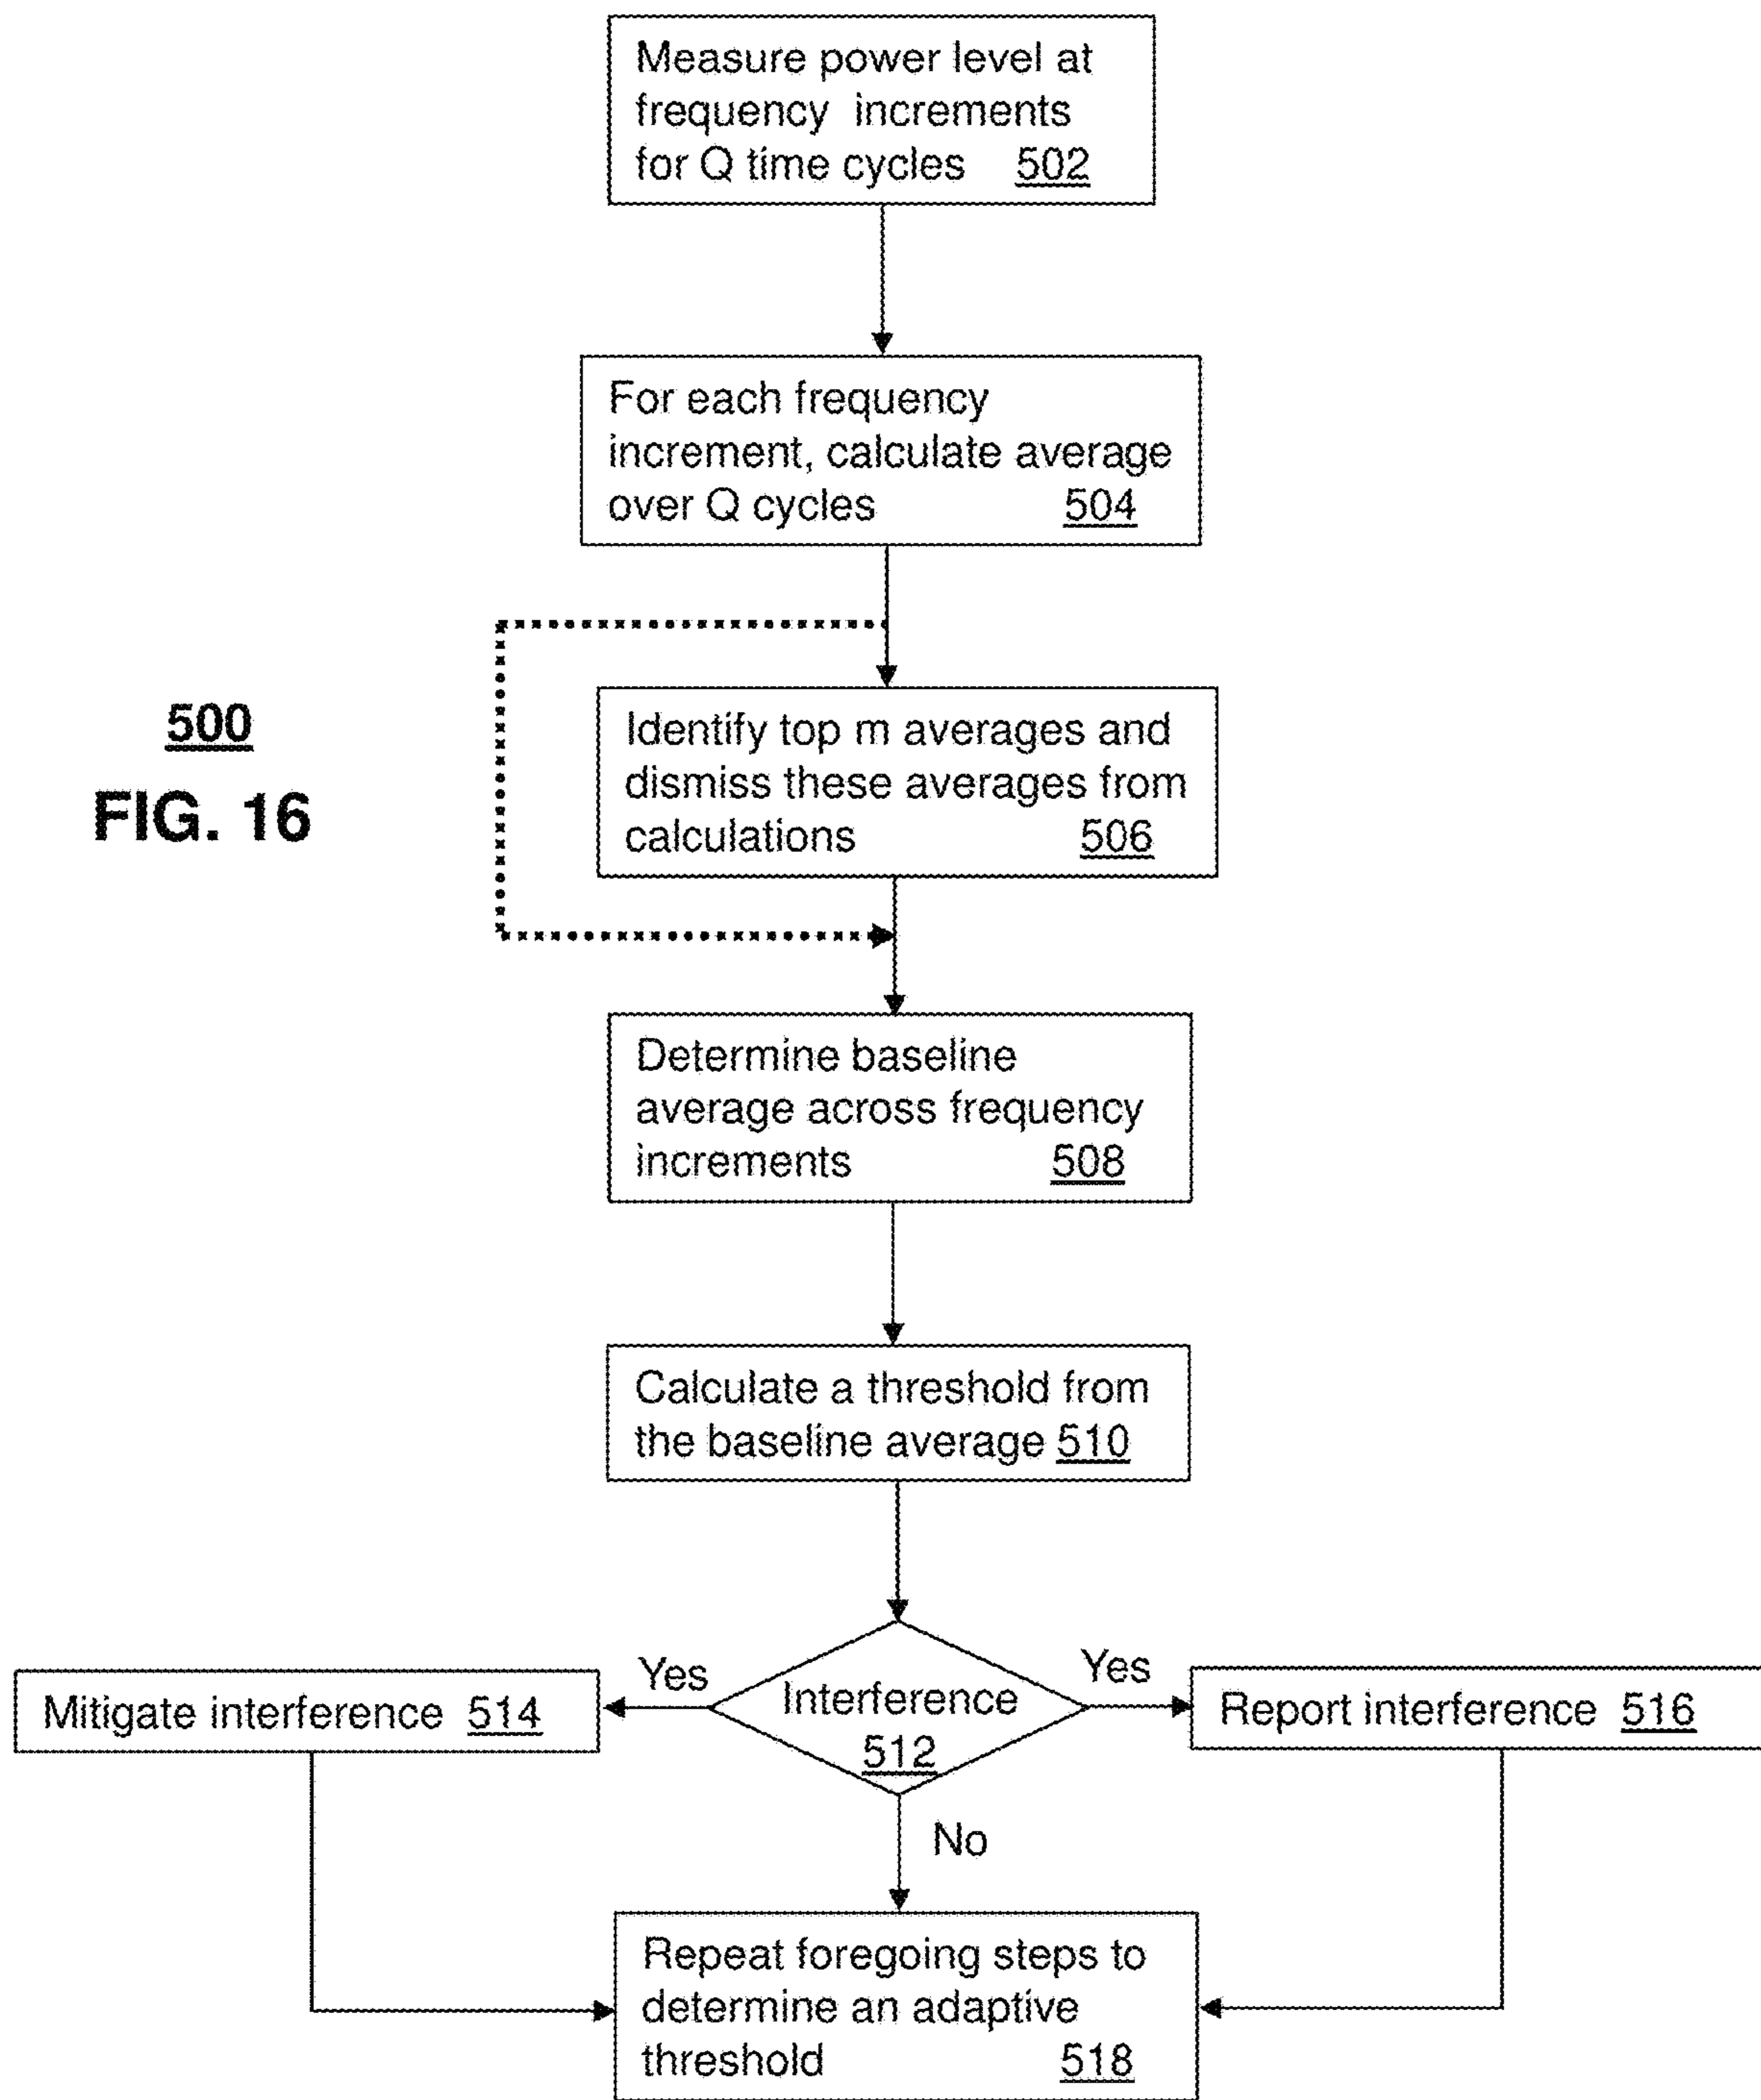 Measure power level at
frequency increments
for Q time cycles 502
For each frequency
increment, calculate average
over Q cycles 504
500
FIG. 16
Identify top m averages and
dismiss these averages from
calculations 506
Determine baseline
average across frequency
increments 508
Calculate a threshold from
the baseline average 510
Yes
Yes
Mitigate interference 514
Interference
512
Report interference 516
No
Repeat foregoing steps to
determine an adaptive
threshold 518